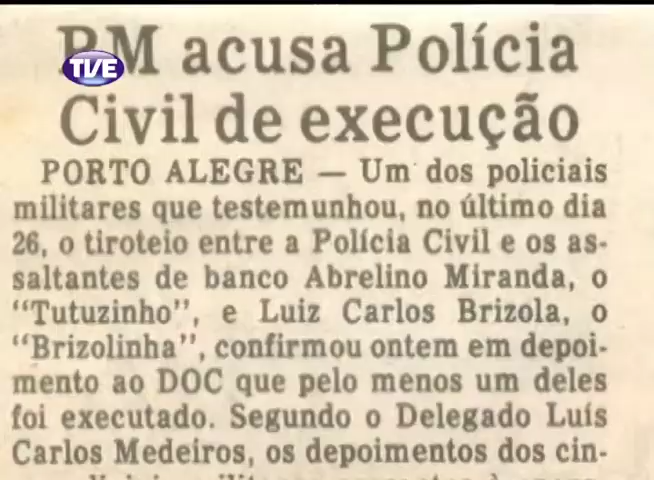 PM acusa Polícia
TVE
Civil de execução
PORTO ALEGRE — Um dos policiais
militares que testemunhou, no último dia
26, o tiroteio entre a Polícia Civil e os as-
saltantes de banco Abrelino Miranda, o
"Tutuzinho", e Luiz Carlos Brizola, o
"Brizolinha", confirmou ontem em depoi-
mento ao DOC que pelo menos um deles
foi executado. Segundo o Delegado Luís
Carlos Medeiros, os depoimentos dos cin-